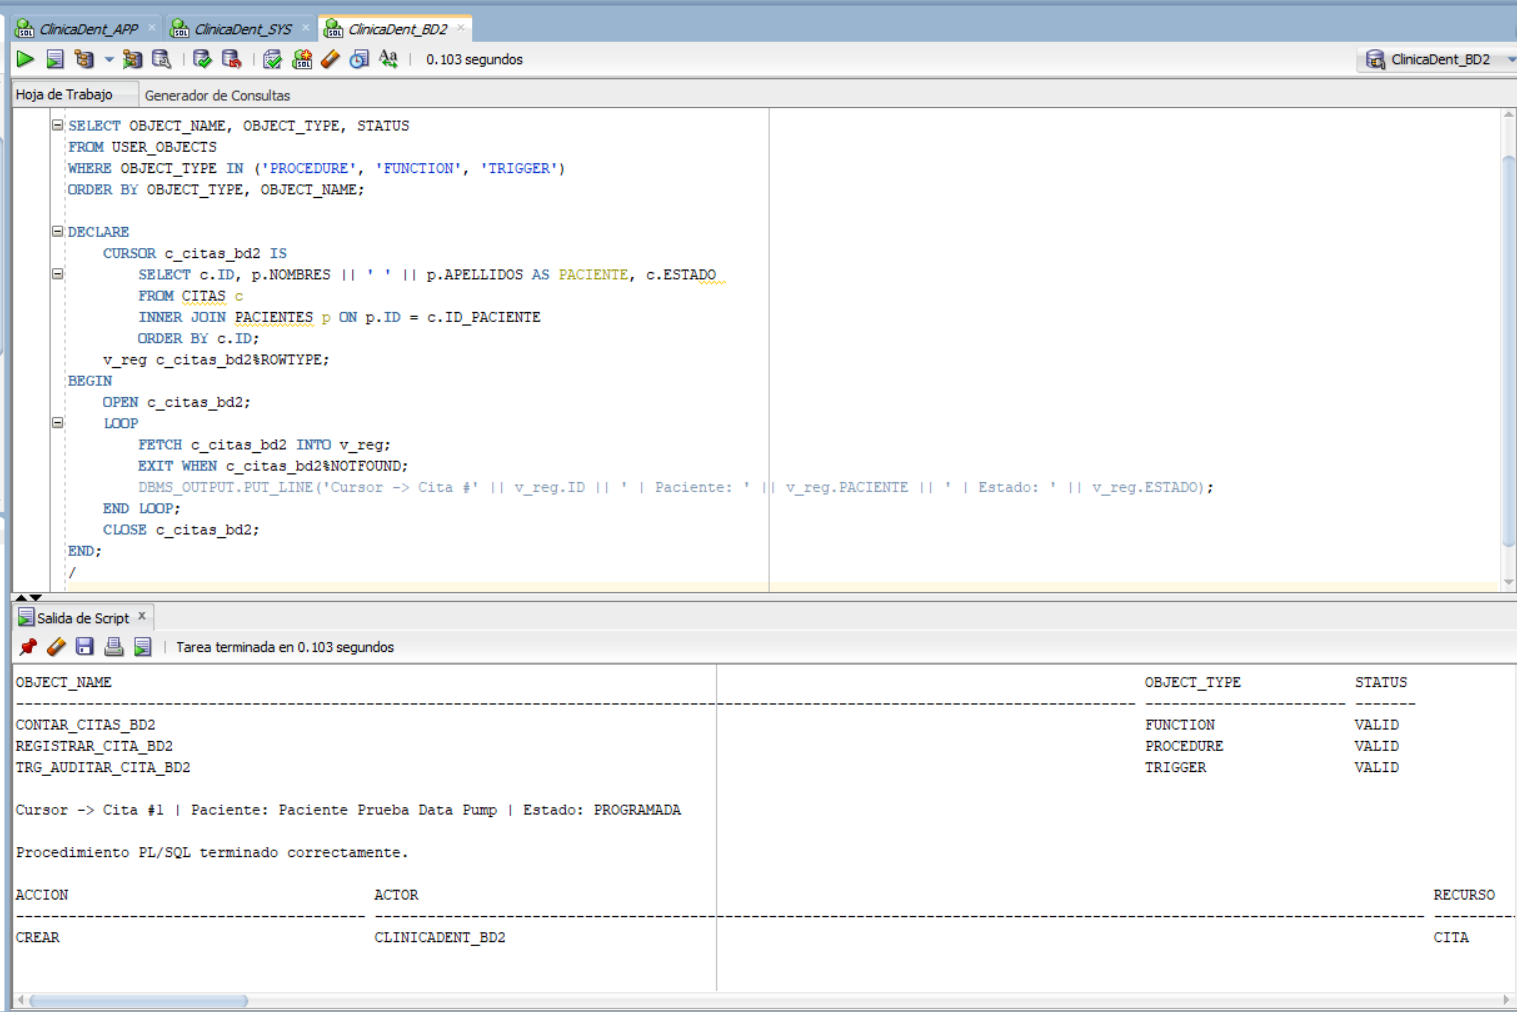 ClinicaDent_APP ClinicaDent_SYS ClinicaDent_BD2
0.103 segundos ClinicaDent_BD2
Hoja de Trabajo Generador de Consultas
SELECT OBJECT_NAME, OBJECT_TYPE, STATUS
FROM USER_OBJECTS
WHERE OBJECT_TYPE IN ('PROCEDURE', 'FUNCTION', 'TRIGGER')
ORDER BY OBJECT_TYPE, OBJECT_NAME;
DECLARE
CURSOR c_citas_bd2 IS
SELECT c.ID, p.NOMBRES || ' ' || p.APELLIDOS AS PACIENTE, c.ESTADO
FROM CITAS c
INNER JOIN PACIENTES p ON p.ID = c.ID_PACIENTE
ORDER BY c.ID;
v_reg c_citas_bd2%ROWTYPE;
BEGIN
OPEN c_citas_bd2;
LOOP
FETCH c_citas_bd2 INTO v_reg;
EXIT WHEN c_citas_bd2%NOTFOUND;
DBMS_OUTPUT.PUT_LINE('Cursor -> Cita #' || v_reg.ID || ' | Paciente: ' || v_reg.PACIENTE || ' | Estado: ' || v_reg.ESTADO);
END LOOP;
CLOSE c_citas_bd2;
END;
/
Salida de Script
Tarea terminada en 0.103 segundos
OBJECT_NAME OBJECT_TYPE STATUS
CONTAR_CITAS_BD2 FUNCTION VALID
REGISTRAR_CITA_BD2 PROCEDURE VALID
TRG_AUDITAR_CITA_BD2 TRIGGER VALID
Cursor -> Cita #1 | Paciente: Paciente Prueba Data Pump | Estado: PROGRAMADA
Procedimiento PL/SQL terminado correctamente.
ACCION ACTOR RECURSO
CREAR CLINICADENT_BD2 CITA